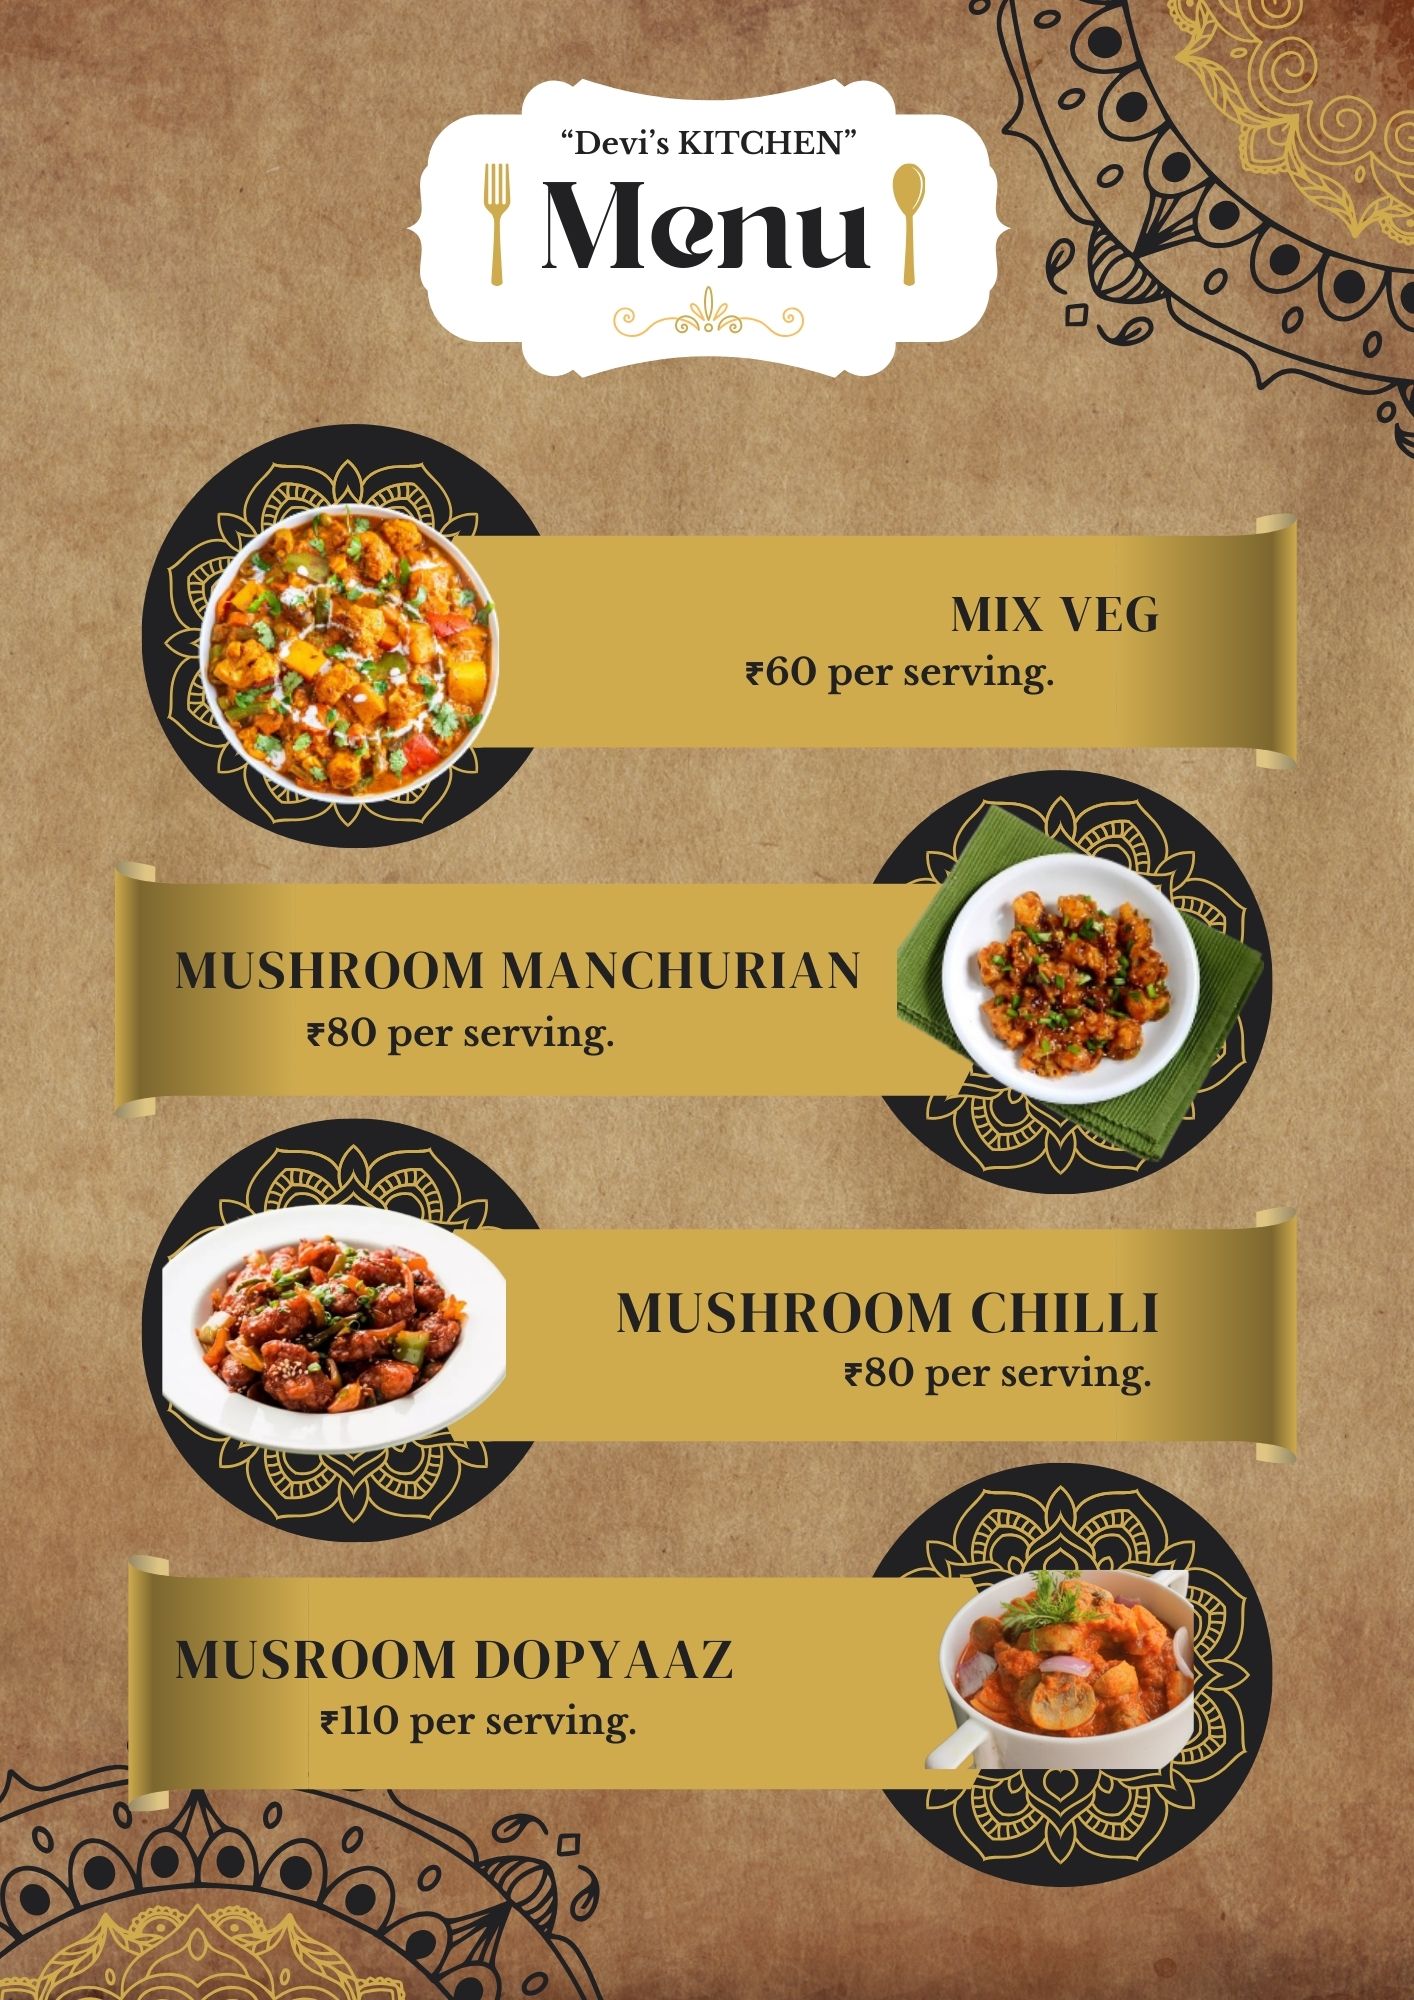 “Devi’s KITCHEN”
Menu
MIX VEG
₹60 per serving.
MUSHROOM MANCHURIAN
₹80 per serving.
MUSHROOM CHILLI
₹80 per serving.
MUSROOM DOPYAAZ
₹110 per serving.